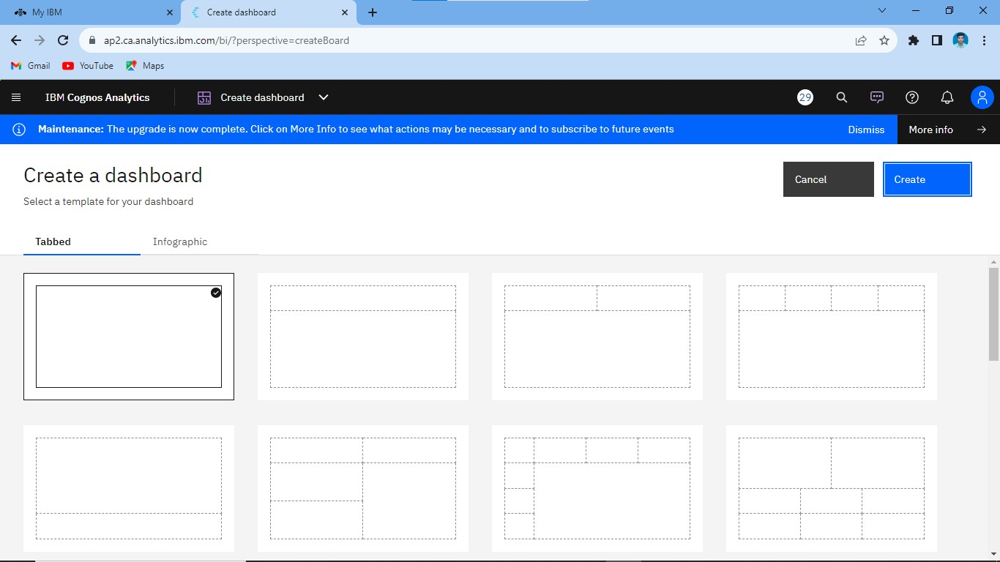 My IBM
Create dashboard
ap2.ca.analytics.ibm.com/bi/?perspective=createBoard
Gmail YouTube Maps
IBM Cognos Analytics Create dashboard 29
Maintenance: The upgrade is now complete. Click on More Info to see what actions may be necessary and to subscribe to future events Dismiss More info
Create a dashboard
Cancel Create
Select a template for your dashboard
Tabbed Infographic